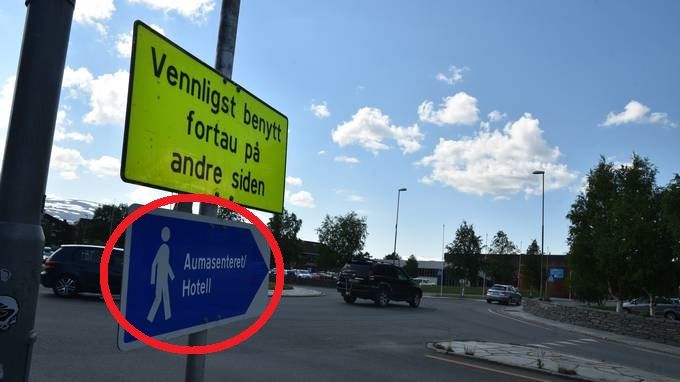 Vennligst benytt
fortau på
andre siden
Aumasenteret/
Hotell